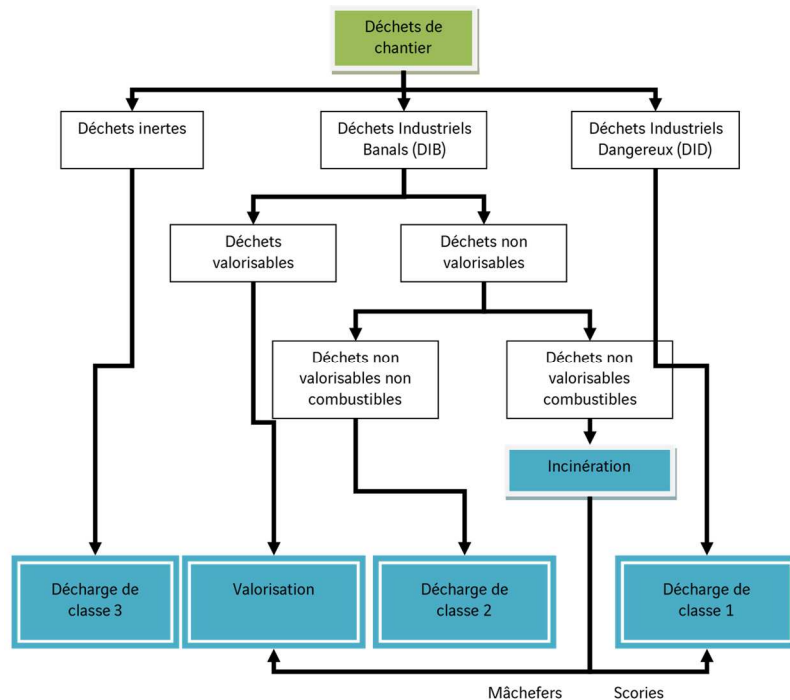 Déchets de
chantier
Déchets inertes
Déchets Industriels
Banals (DIB)
Déchets Industriels
Dangereux (DID)
Déchets
valorisables
Déchets non
valorisables
Déchets non
valorisables non
combustibles
Déchets non
valorisables
combustibles
Incinération
Décharge de
classe 3
Valorisation
Décharge de
classe 2
Décharge de
classe 1
Mâchefers
Scories